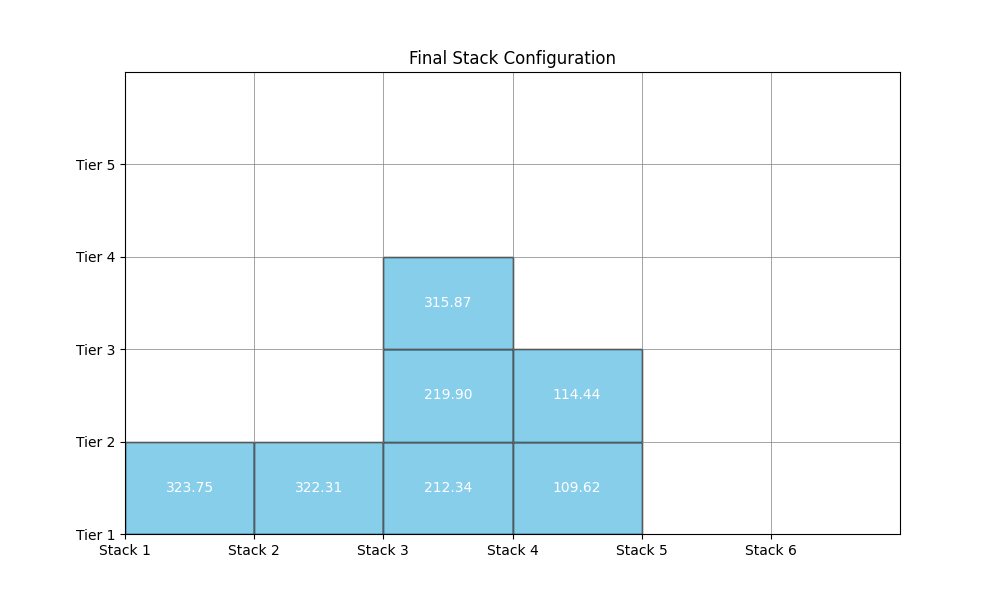 Final Stack Configuration
Tier 5
Tier 4
315.87
Tier 3
219.90 114.44
Tier 2
323.75 322.31 212.34 109.62
Tier 1
Stack 1 Stack 2 Stack 3 Stack 4 Stack 5 Stack 6